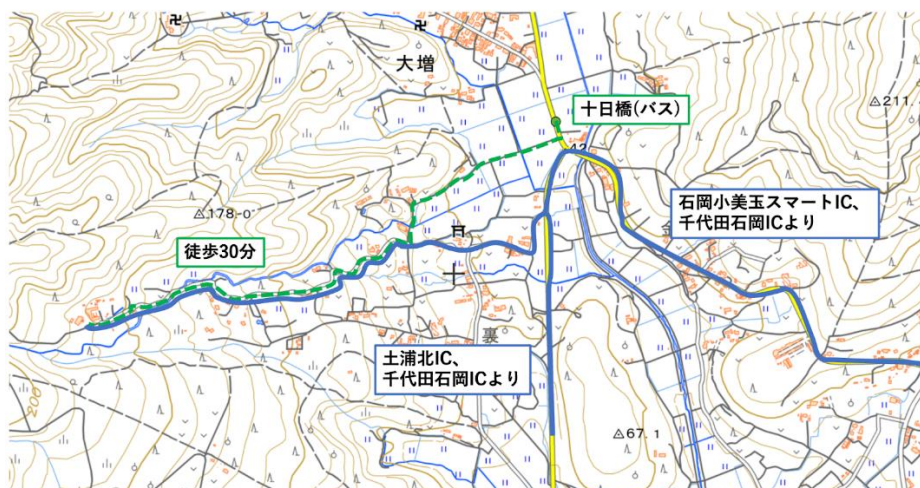 大増
十日橋(バス)
42
211
石岡小美玉スマートIC、
千代田石岡ICより
178.0
徒歩30分
土浦北IC、
千代田石岡ICより
裏
67.1
200